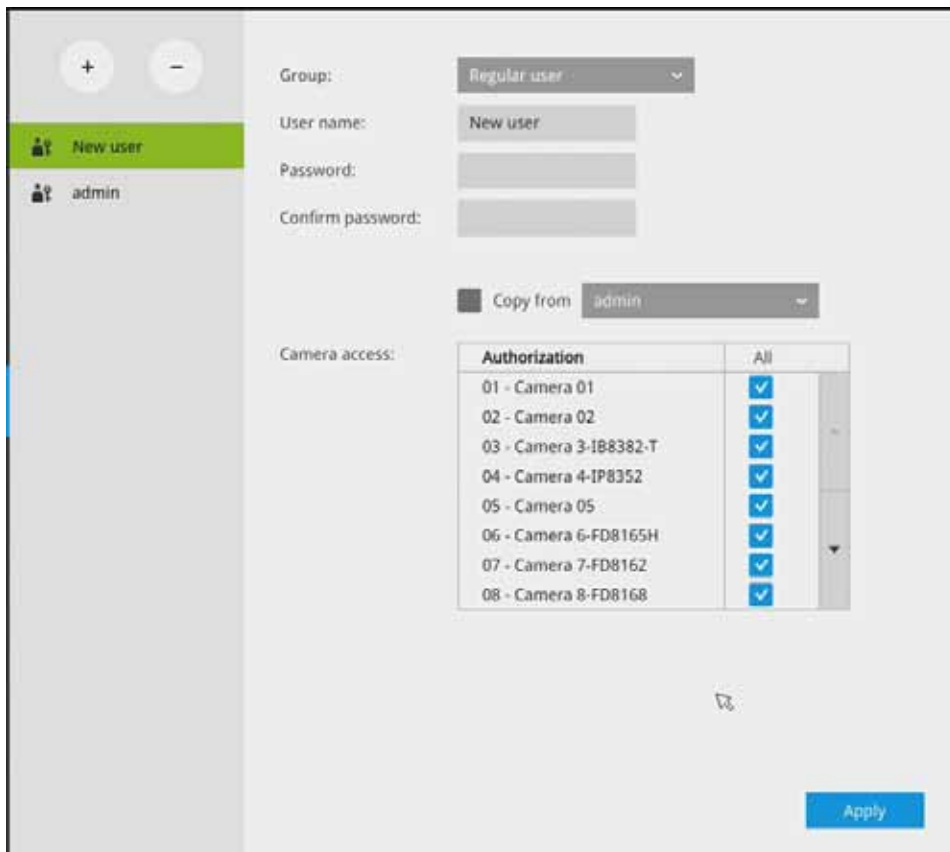 + −
New user
admin
Group: Regular user
User name: New user
Password:
Confirm password:
Copy from admin
Camera access:
Authorization All
01 - Camera 01
02 - Camera 02
03 - Camera 3-IB8382-T
04 - Camera 4-IP8352
05 - Camera 05
06 - Camera 6-FD8165H
07 - Camera 7-FD8162
08 - Camera 8-FD8168
Apply